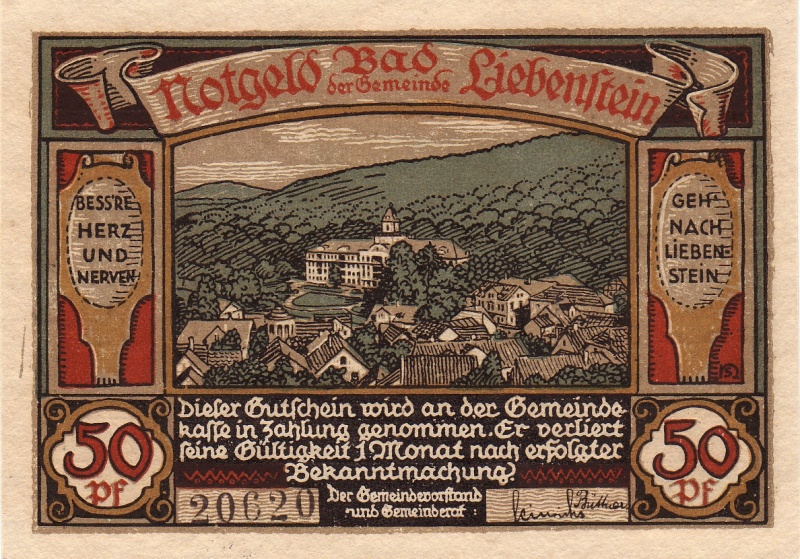 Notgeld Bad Liebenstein
der Gemeinde
BESS'RE
HERZ
UND
NERVEN
GEH'
NACH
LIEBEN-
STEIN
Dieser Gutschein wird an der Gemeinde-
kasse in Zahlung genommen. Er verliert
seine Gültigkeit 1 Monat nach erfolgter
Bekanntmachung.
50
Pf
50
Pf
20620
Der Gemeindevorstand
und Gemeinderat:
Büttner